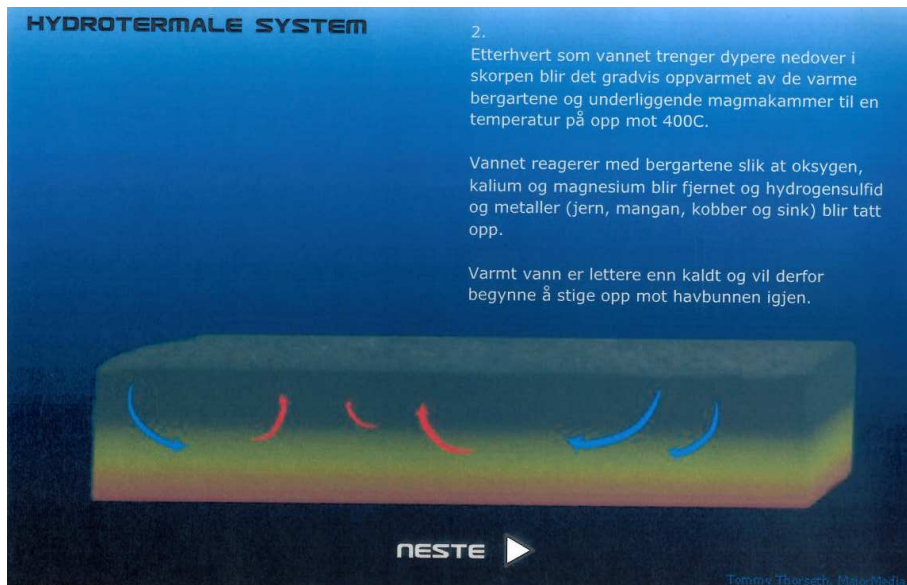 HYDROTERMALE SYSTEM
2.
Etterhvert som vannet trenger dypere nedover i
skorpen blir det gradvis oppvarmet av de varme
bergartene og underliggende magmakammer til en
temperatur på opp mot 400C.
Vannet reagerer med bergartene slik at oksygen,
kalium og magnesium blir fjernet og hydrogensulfid
og metaller (jern, mangan, kobber og sink) blir tatt
opp.
Varmt vann er lettere enn kaldt og vil derfor
begynne å stige opp mot havbunnen igjen.
NESTE
Tommy Thorseth, MajorMedia